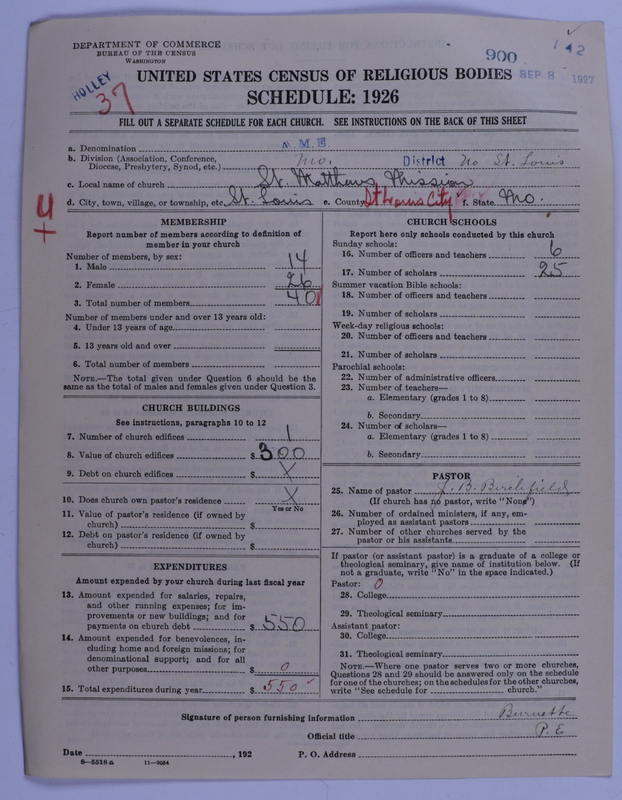 DEPARTMENT OF COMMERCE
BUREAU OF THE CENSUS
WASHINGTON
900
142
HOLLEY
37
UNITED STATES CENSUS OF RELIGIOUS BODIES
SEP. 8 1927
SCHEDULE: 1926
FILL OUT A SEPARATE SCHEDULE FOR EACH CHURCH. SEE INSTRUCTIONS ON THE BACK OF THIS SHEET
a. Denomination A.M.E.
b. Division (Association, Conference, Diocese, Presbytery, Synod, etc.) Mo. District No St. Louis
c. Local name of church St. Matthews Mission
d. City, town, village, or township, etc. St. Louis e. County St Louis City f. State Mo.
4
+
MEMBERSHIP
Report number of members according to definition of
member in your church
Number of members, by sex:
1. Male 14
2. Female 26
3. Total number of members 40
Number of members under and over 13 years old:
4. Under 13 years of age
5. 13 years old and over
6. Total number of members
NOTE.—The total given under Question 6 should be the
same as the total of males and females given under Question 3.
CHURCH BUILDINGS
See instructions, paragraphs 10 to 12
7. Number of church edifices 1
8. Value of church edifices $ 300
9. Debt on church edifices $ X
10. Does church own pastor's residence X
Yes or No
11. Value of pastor's residence (if owned by
church) $
12. Debt on pastor's residence (if owned by
church) $
EXPENDITURES
Amount expended by your church during last fiscal year
13. Amount expended for salaries, repairs,
and other running expenses; for im-
provements or new buildings; and for
payments on church debt $ 550
14. Amount expended for benevolences, in-
cluding home and foreign missions; for
denominational support; and for all
other purposes $ 0
15. Total expenditures during year $ 550
CHURCH SCHOOLS
Report here only schools conducted by this church
Sunday schools:
16. Number of officers and teachers 6
17. Number of scholars 25
Summer vacation Bible schools:
18. Number of officers and teachers
19. Number of scholars
Week-day religious schools:
20. Number of officers and teachers
21. Number of scholars
Parochial schools:
22. Number of administrative officers
23. Number of teachers—
a. Elementary (grades 1 to 8)
b. Secondary
24. Number of scholars—
a. Elementary (grades 1 to 8)
b. Secondary
PASTOR
25. Name of pastor J. B. Birchfield
(If church has no pastor, write "None")
26. Number of ordained ministers, if any, em-
ployed as assistant pastors
27. Number of other churches served by the
pastor or his assistants
If pastor (or assistant pastor) is a graduate of a college or
theological seminary, give name of institution below. (If
not a graduate, write "No" in the space indicated.)
Pastor: 0
28. College
29. Theological seminary
Assistant pastor:
30. College
31. Theological seminary
NOTE.—Where one pastor serves two or more churches,
Questions 28 and 29 should be answered only on the schedule
for one of the churches; on the schedules for the other churches,
write "See schedule for church."
Signature of person furnishing information Burnette
Official title P. E
Date , 192 P. O. Address
8—5518a 11—9054